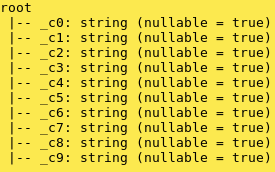 root
 |-- _c0: string (nullable = true)
 |-- _c1: string (nullable = true)
 |-- _c2: string (nullable = true)
 |-- _c3: string (nullable = true)
 |-- _c4: string (nullable = true)
 |-- _c5: string (nullable = true)
 |-- _c6: string (nullable = true)
 |-- _c7: string (nullable = true)
 |-- _c8: string (nullable = true)
 |-- _c9: string (nullable = true)